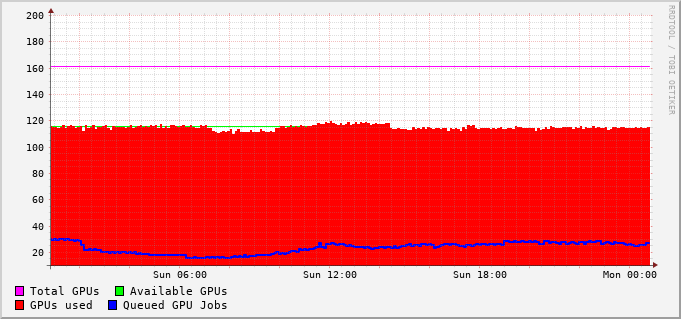 RRDTOOL / TOBI OETIKER
200
180
160
140
120
100
80
60
40
20
Sun 06:00 Sun 12:00 Sun 18:00 Mon 00:00
Total GPUs Available GPUs
GPUs used Queued GPU Jobs